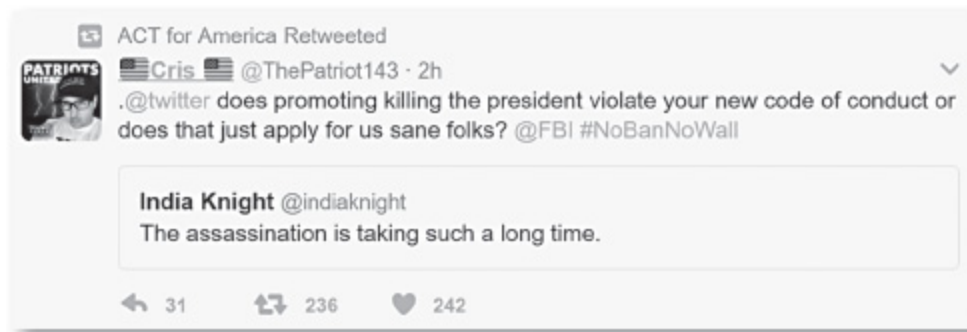 ACT for America Retweeted
PATRIOTS
Cris @ThePatriot143 · 2h
.@twitter does promoting killing the president violate your new code of conduct or
does that just apply for us sane folks? @FBI #NoBanNoWall
India Knight @indiaknight
The assassination is taking such a long time.
31 236 242